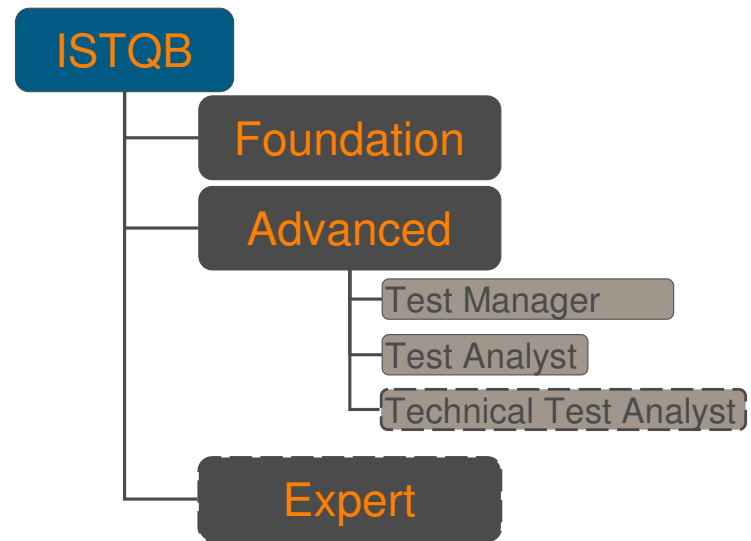 ISTQB
Foundation
Advanced
Test Manager
Test Analyst
Technical Test Analyst
Expert